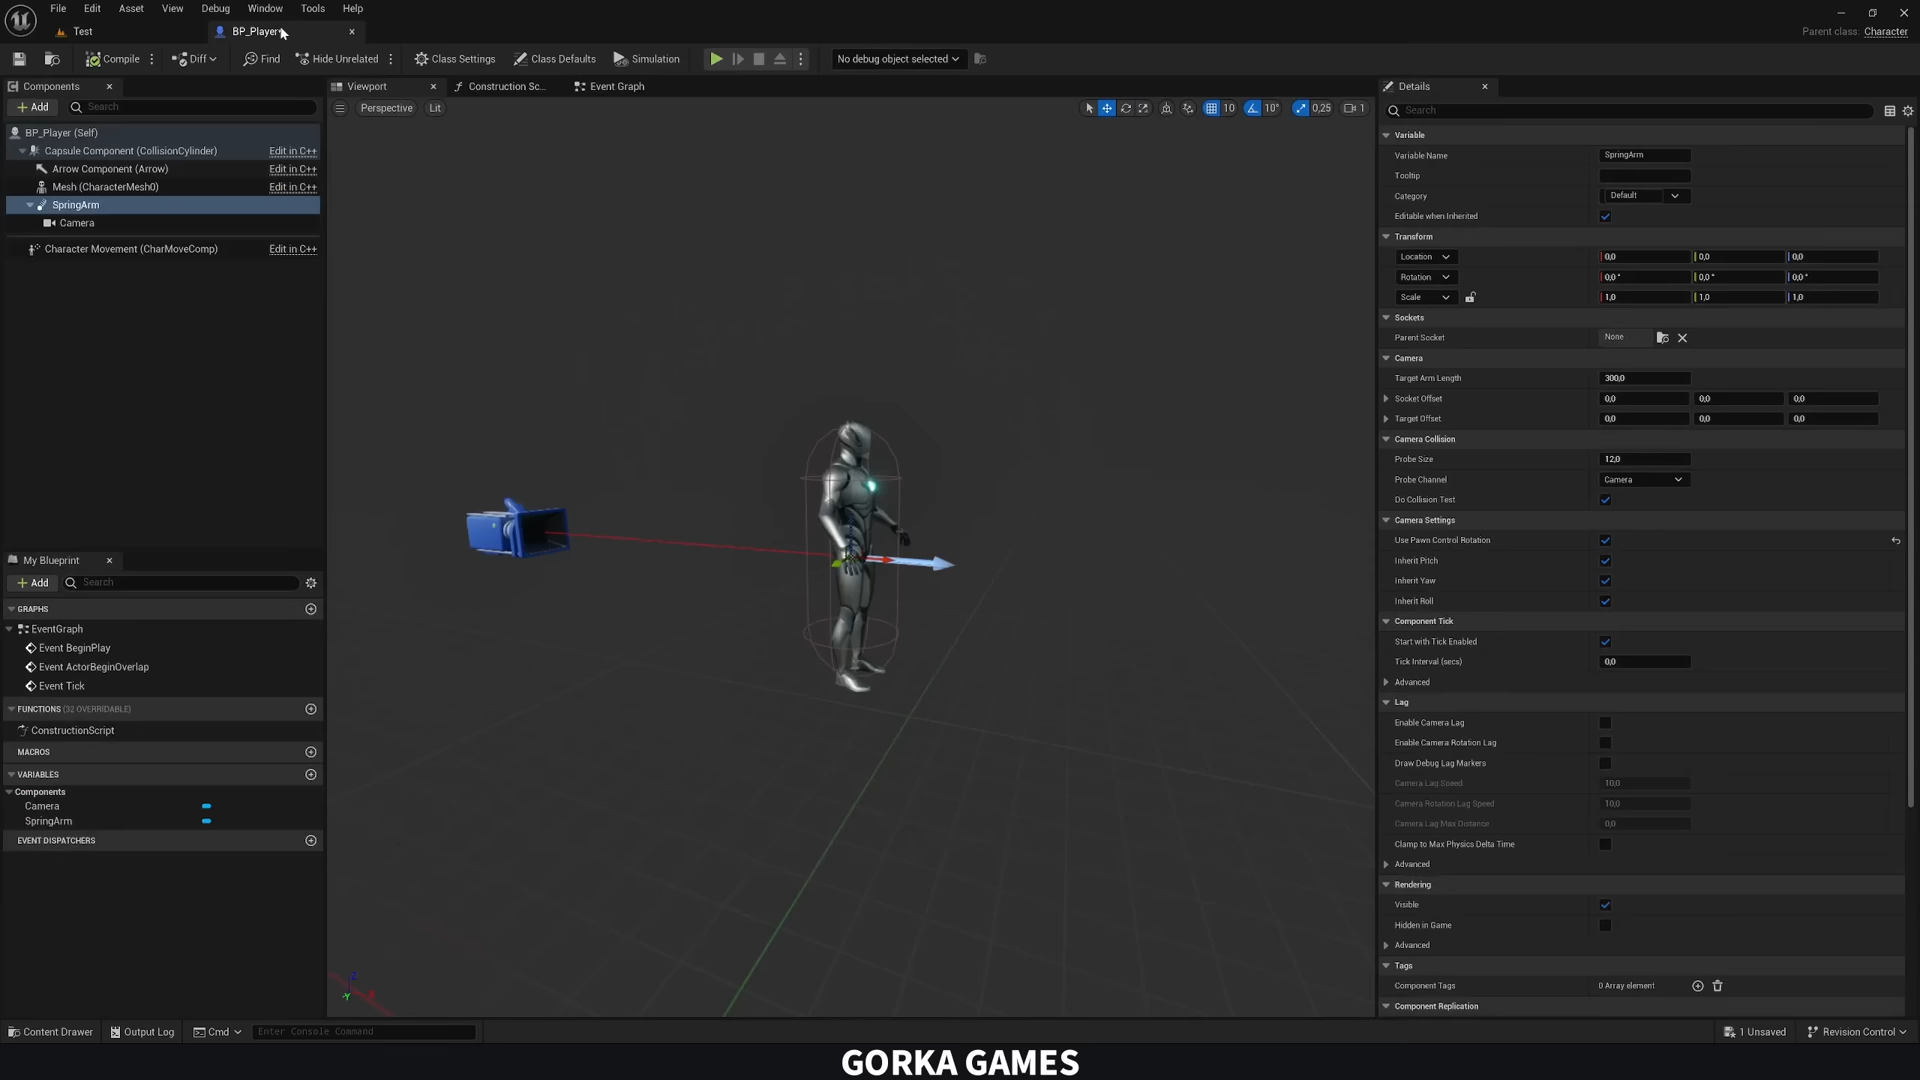 File Edit Asset View Debug Window Tools Help
Test BP_Player
Parent class: Character
Compile Diff Find Hide Unrelated Class Settings Class Defaults Simulation No debug object selected
Components
Add Search
BP_Player (Self)
Capsule Component (CollisionCylinder) Edit in C++
Arrow Component (Arrow) Edit in C++
Mesh (CharacterMesh0) Edit in C++
SpringArm
Camera
Character Movement (CharMoveComp) Edit in C++
My Blueprint
Add Search
GRAPHS
EventGraph
Event BeginPlay
Event ActorBeginOverlap
Event Tick
FUNCTIONS (32 OVERRIDABLE)
ConstructionScript
MACROS
VARIABLES
Components
Camera
SpringArm
EVENT DISPATCHERS
Viewport Construction Sc... Event Graph
Perspective Lit 10 10° 0,25 1
Details
Search
Variable
Variable Name SpringArm
Tooltip
Category Default
Editable when Inherited
Transform
Location 0,0 0,0 0,0
Rotation 0,0 ° 0,0 ° 0,0 °
Scale 1,0 1,0 1,0
Sockets
Parent Socket None
Camera
Target Arm Length 300,0
Socket Offset 0,0 0,0 0,0
Target Offset 0,0 0,0 0,0
Camera Collision
Probe Size 12,0
Probe Channel Camera
Do Collision Test
Camera Settings
Use Pawn Control Rotation
Inherit Pitch
Inherit Yaw
Inherit Roll
Component Tick
Start with Tick Enabled
Tick Interval (secs) 0,0
Advanced
Lag
Enable Camera Lag
Enable Camera Rotation Lag
Draw Debug Lag Markers
Camera Lag Speed 10,0
Camera Rotation Lag Speed 10,0
Camera Lag Max Distance 0,0
Clamp to Max Physics Delta Time
Advanced
Rendering
Visible
Hidden in Game
Advanced
Tags
Component Tags 0 Array element
Component Replication
Z
X
Y
Content Drawer Output Log Cmd Enter Console Command 1 Unsaved Revision Control
GORKA GAMES